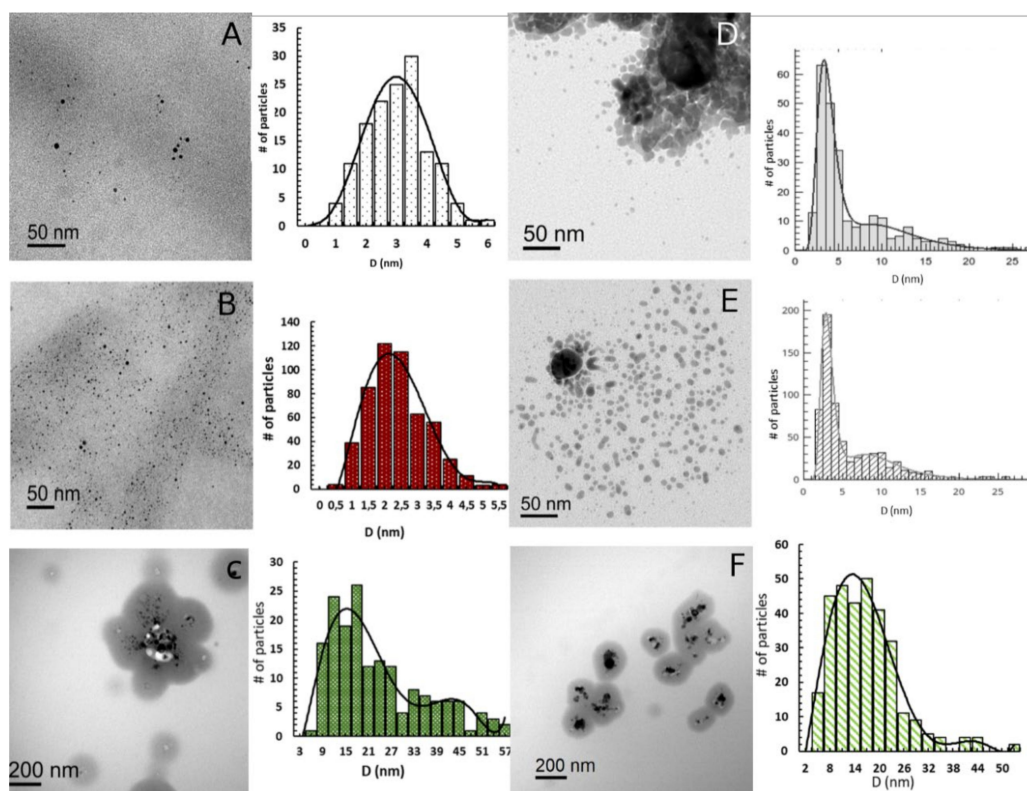 A
50 nm
35
30
25
20
15
10
5
0
# of particles
0 1 2 3 4 5 6
D (nm)
D
50 nm
60
50
40
30
20
10
0
# of particles
0 5 10 15 20 25
D (nm)
B
50 nm
140
120
100
80
60
40
20
0
# of particles
0 0,5 1 1,5 2 2,5 3 3,5 4 4,5 5 5,5
D (nm)
E
50 nm
200
150
100
50
0
# of particles
0 5 10 15 20 25
D (nm)
C
200 nm
30
25
20
15
10
5
0
# of particles
3 9 15 21 27 33 39 45 51 57
D (nm)
F
200 nm
60
50
40
30
20
10
0
# of particles
2 8 14 20 26 32 38 44 50
D (nm)